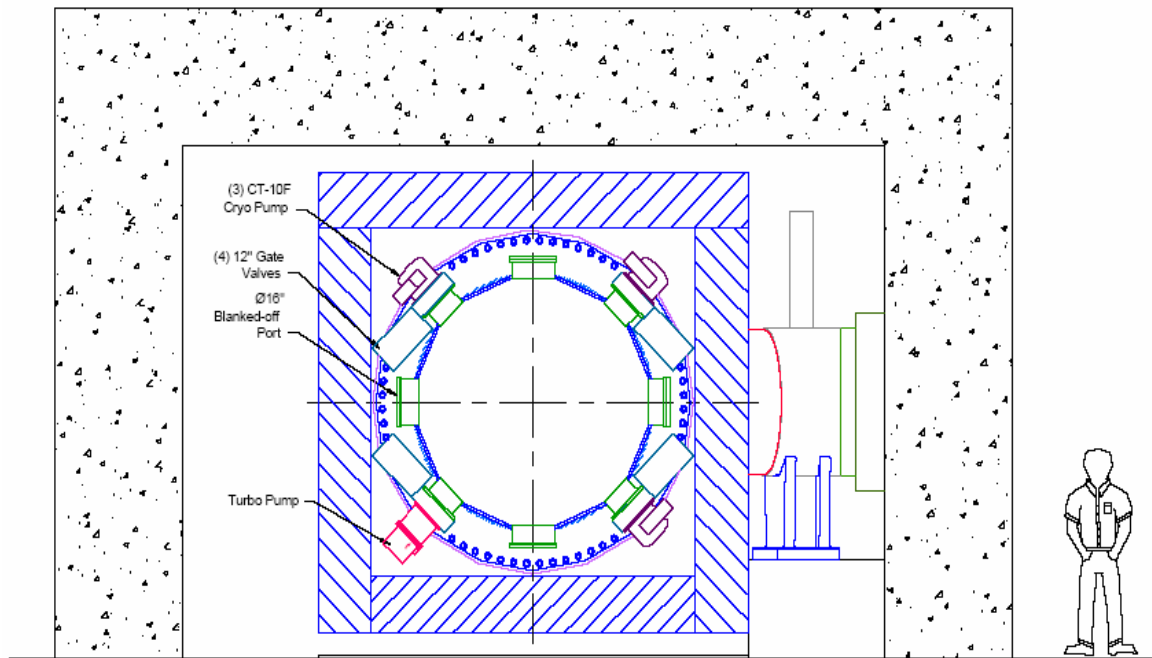 (3) CT-10F
Cryo Pump
(4) 12" Gate
Valves
Ø16"
Blanked-off
Port
Turbo Pump